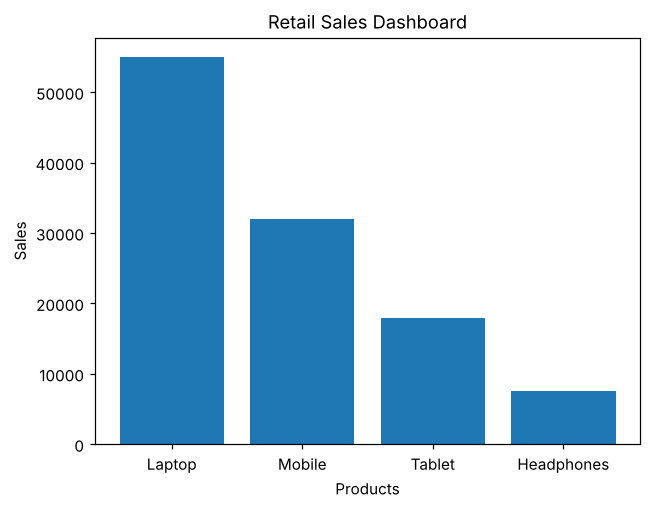 Retail Sales Dashboard
Sales
50000
40000
30000
20000
10000
0
Laptop Mobile Tablet Headphones
Products